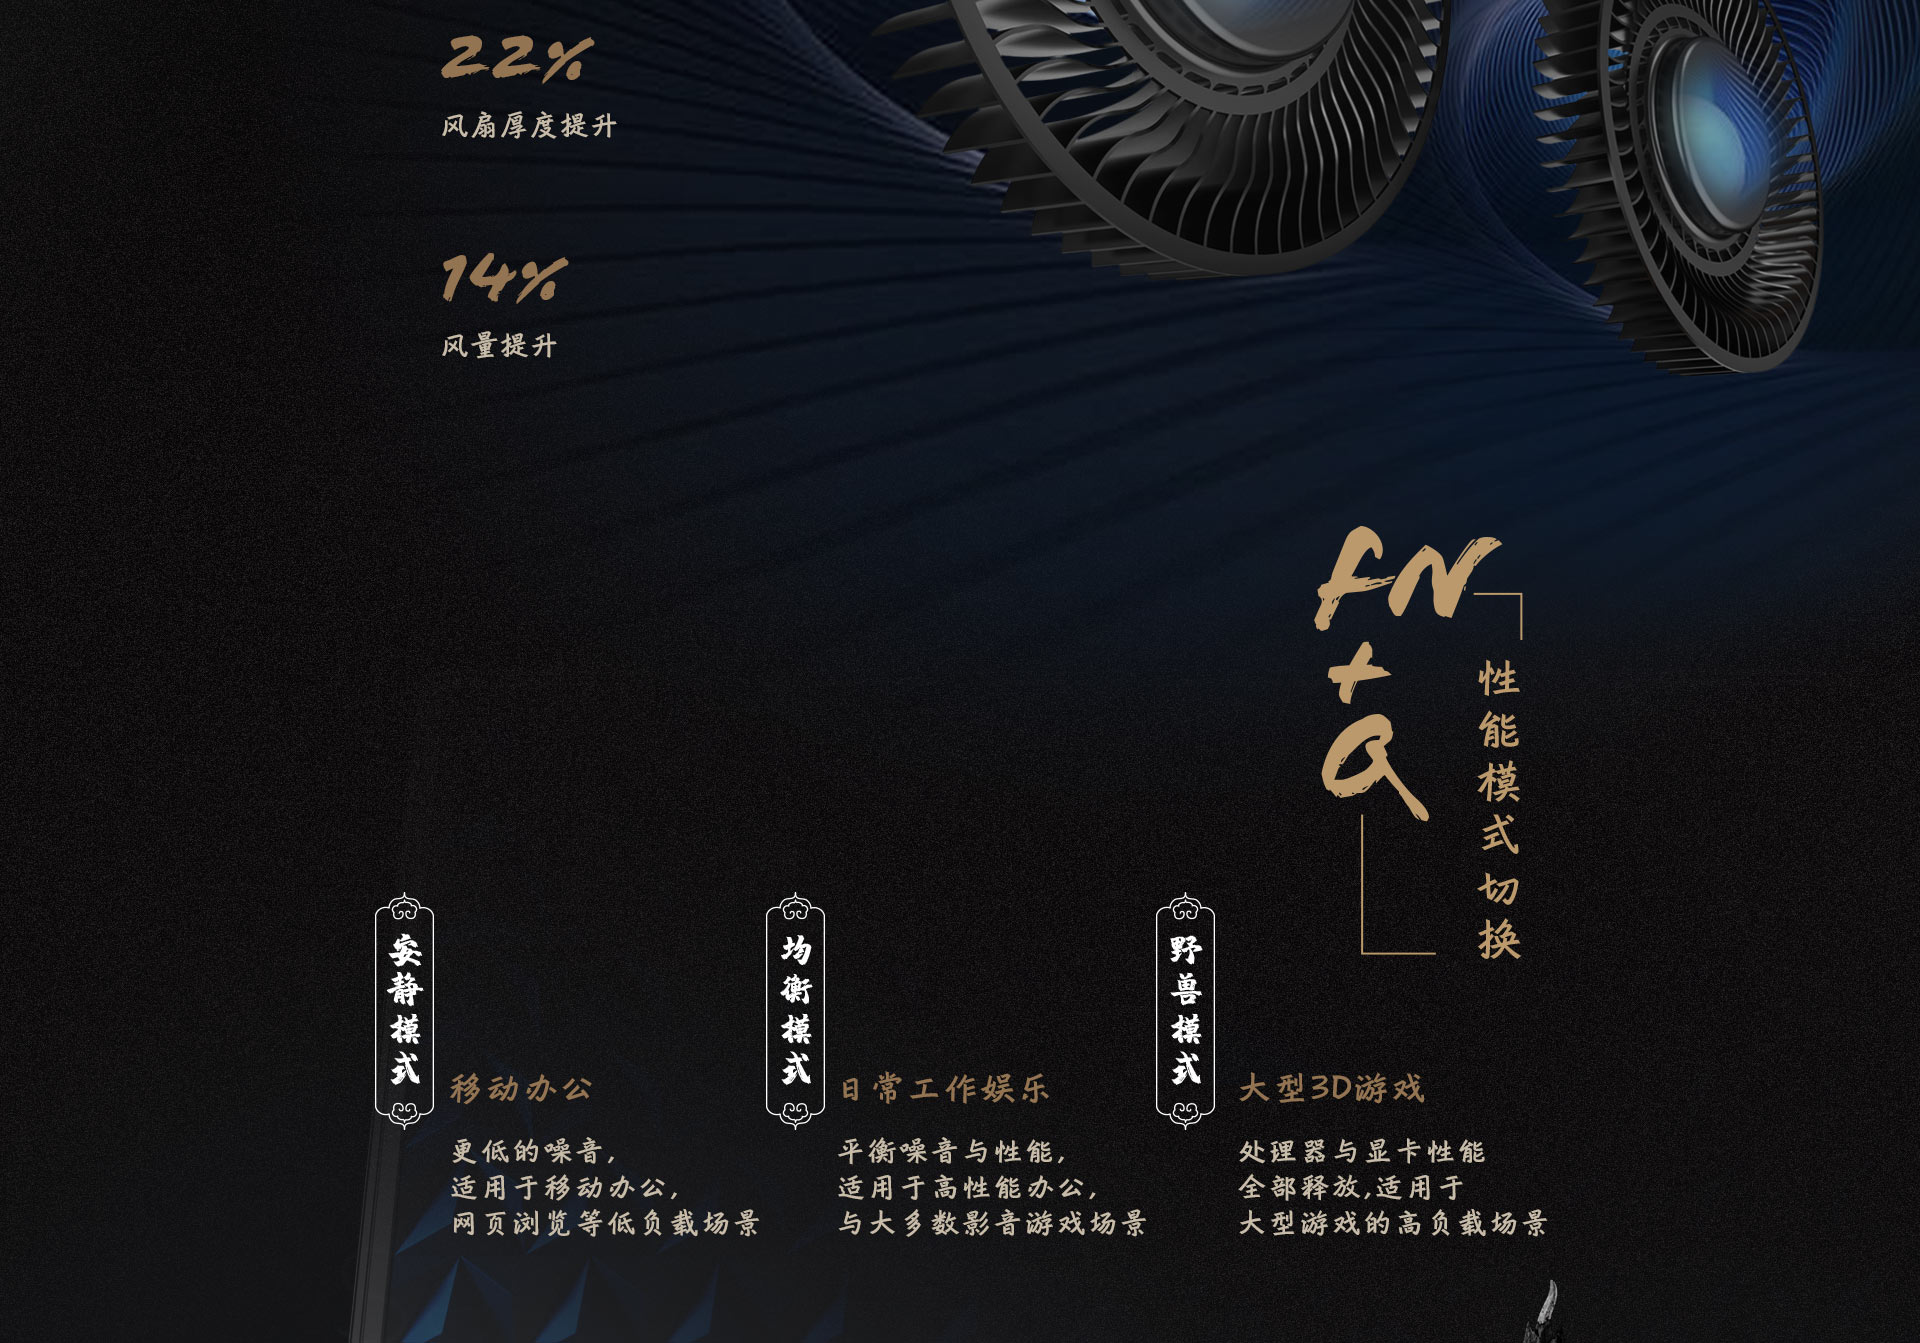 22%
风扇厚度提升
14%
风量提升
FN
+
Q
性能模式切换
安静模式
移动办公
更低的噪音,
适用于移动办公,
网页浏览等低负载场景
均衡模式
日常工作娱乐
平衡噪音与性能,
适用于高性能办公,
与大多数影音游戏场景
野兽模式
大型3D游戏
处理器与显卡性能
全部释放,适用于
大型游戏的高负载场景